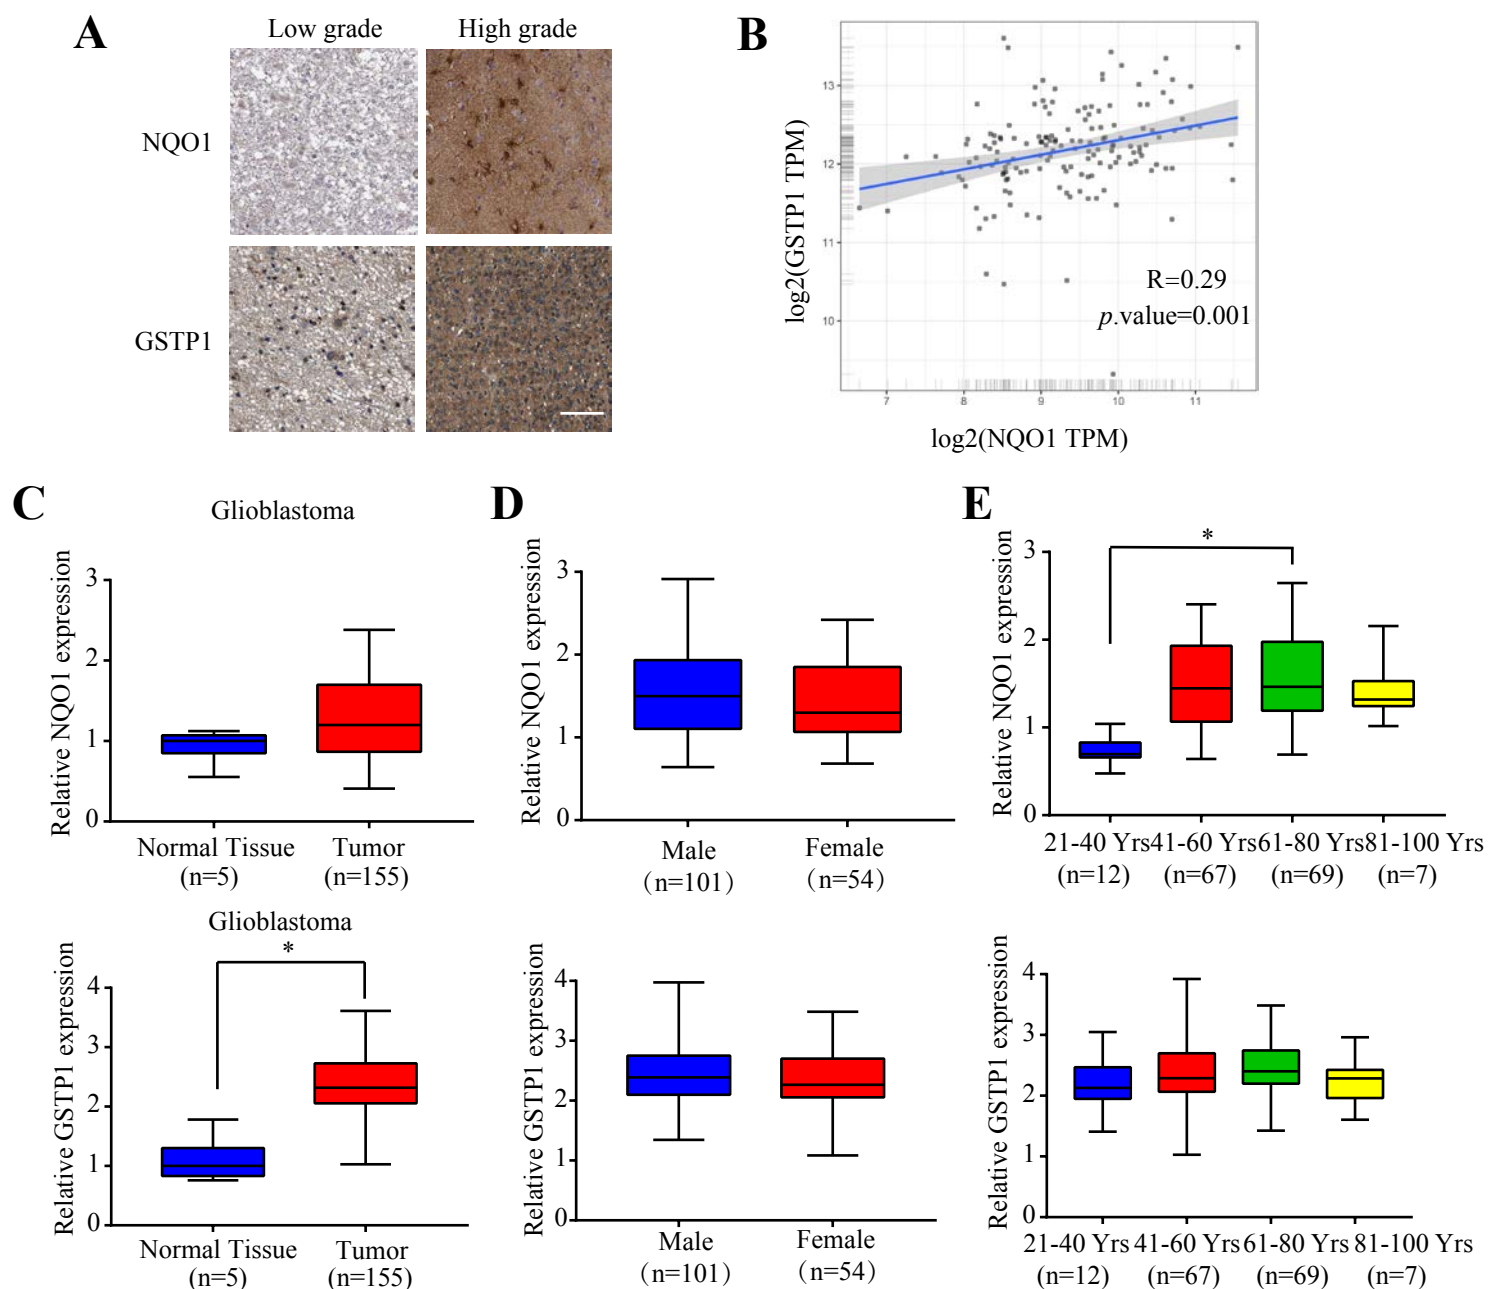 A
Low grade
High grade
NQO1
GSTP1
B
log2(GSTP1 TPM)
13
12
11
10
R=0.29
p.value=0.001
7
8
9
10
11
log2(NQO1 TPM)
C
Glioblastoma
Relative NQO1 expression
3
2
1
0
Normal Tissue
(n=5)
Tumor
(n=155)
Glioblastoma
*
Relative GSTP1 expression
4
3
2
1
0
Normal Tissue
(n=5)
Tumor
(n=155)
D
Relative NQO1 expression
3
2
1
0
Male
（n=101）
Female
（n=54）
Relative GSTP1 expression
4
3
2
1
0
Male
（n=101）
Female
（n=54）
E
*
Relative NQO1 expression
3
2
1
0
21-40 Yrs 41-60 Yrs 61-80 Yrs 81-100 Yrs
(n=12) (n=67) (n=69) (n=7)
Relative GSTP1 expression
4
3
2
1
0
21-40 Yrs 41-60 Yrs 61-80 Yrs 81-100 Yrs
(n=12) (n=67) (n=69) (n=7)